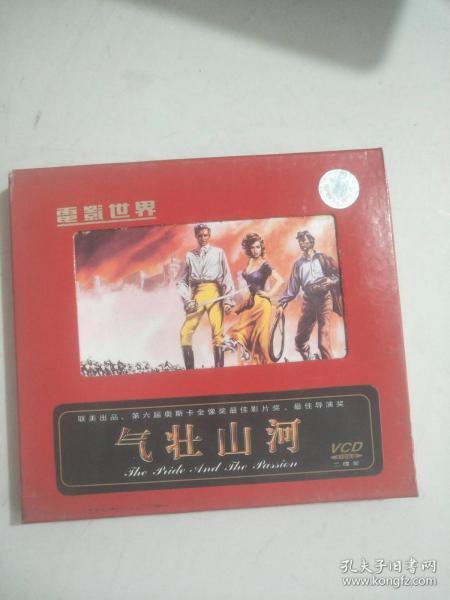 電影世界
联美出品、第六届奥斯卡金像奖最佳影片奖、最佳导演奖
气壮山河
VCD
The Pride And The Passion
二碟装
孔夫子旧书网
www.kongfz.com